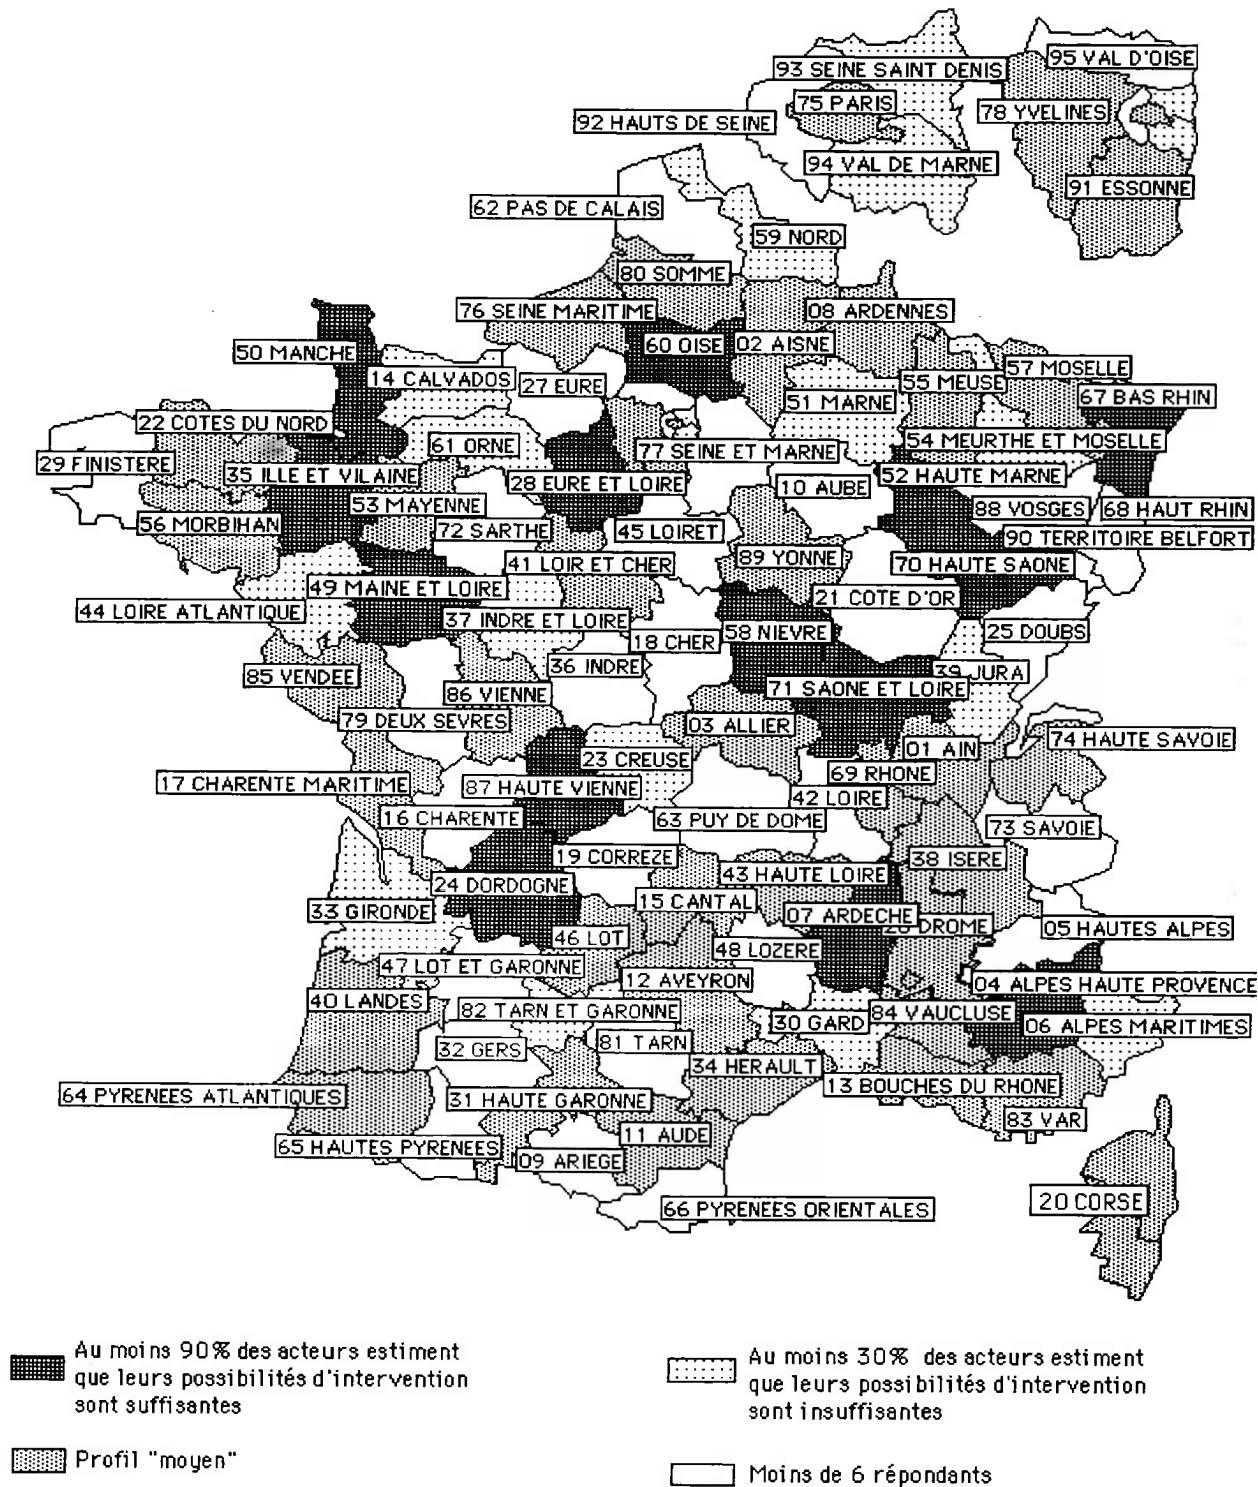 93 SEINE SAINT DENIS
95 VAL D'OISE
75 PARIS
78 YVELINES
92 HAUTS DE SEINE
94 VAL DE MARNE
91 ESSONNE
62 PAS DE CALAIS
59 NORD
80 SOMME
76 SEINE MARITIME
08 ARDENNES
60 OISE
02 AISNE
50 MANCHE
57 MOSELLE
14 CALVADOS
27 EURE
55 MEUSE
67 BAS RHIN
51 MARNE
22 COTES DU NORD
61 ORNE
54 MEURTHE ET MOSELLE
77 SEINE ET MARNE
29 FINISTERE
35 ILLE ET VILAINE
52 HAUTE MARNE
28 EURE ET LOIRE
10 AUBE
53 MAYENNE
88 VOSGES
68 HAUT RHIN
56 MORBIHAN
72 SARTHE
45 LOIRET
90 TERRITOIRE BELFORT
89 YONNE
41 LOIR ET CHER
70 HAUTE SAONE
49 MAINE ET LOIRE
21 COTE D'OR
44 LOIRE ATLANTIQUE
37 INDRE ET LOIRE
58 NIEVRE
25 DOUBS
18 CHER
36 INDRE
39 JURA
85 VENDEE
86 VIENNE
71 SAONE ET LOIRE
79 DEUX SEVRES
03 ALLIER
74 HAUTE SAVOIE
01 AIN
23 CREUSE
69 RHONE
17 CHARENTE MARITIME
87 HAUTE VIENNE
42 LOIRE
16 CHARENTE
63 PUY DE DOME
73 SAVOIE
19 CORREZE
38 ISERE
43 HAUTE LOIRE
24 DORDOGNE
15 CANTAL
33 GIRONDE
07 ARDECHE
26 DROME
05 HAUTES ALPES
46 LOT
48 LOZERE
47 LOT ET GARONNE
12 AVEYRON
04 ALPES HAUTE PROVENCE
40 LANDES
82 TARN ET GARONNE
84 VAUCLUSE
30 GARD
06 ALPES MARITIMES
81 TARN
32 GERS
34 HERAULT
13 BOUCHES DU RHONE
64 PYRENEES ATLANTIQUES
31 HAUTE GARONNE
83 VAR
11 AUDE
65 HAUTES PYRENEES
09 ARIEGE
20 CORSE
66 PYRENEES ORIENTALES
Au moins 90% des acteurs estiment
que leurs possibilités d'intervention
sont suffisantes
Au moins 30% des acteurs estiment
que leurs possibilités d'intervention
sont insuffisantes
Profil "moyen"
Moins de 6 répondants